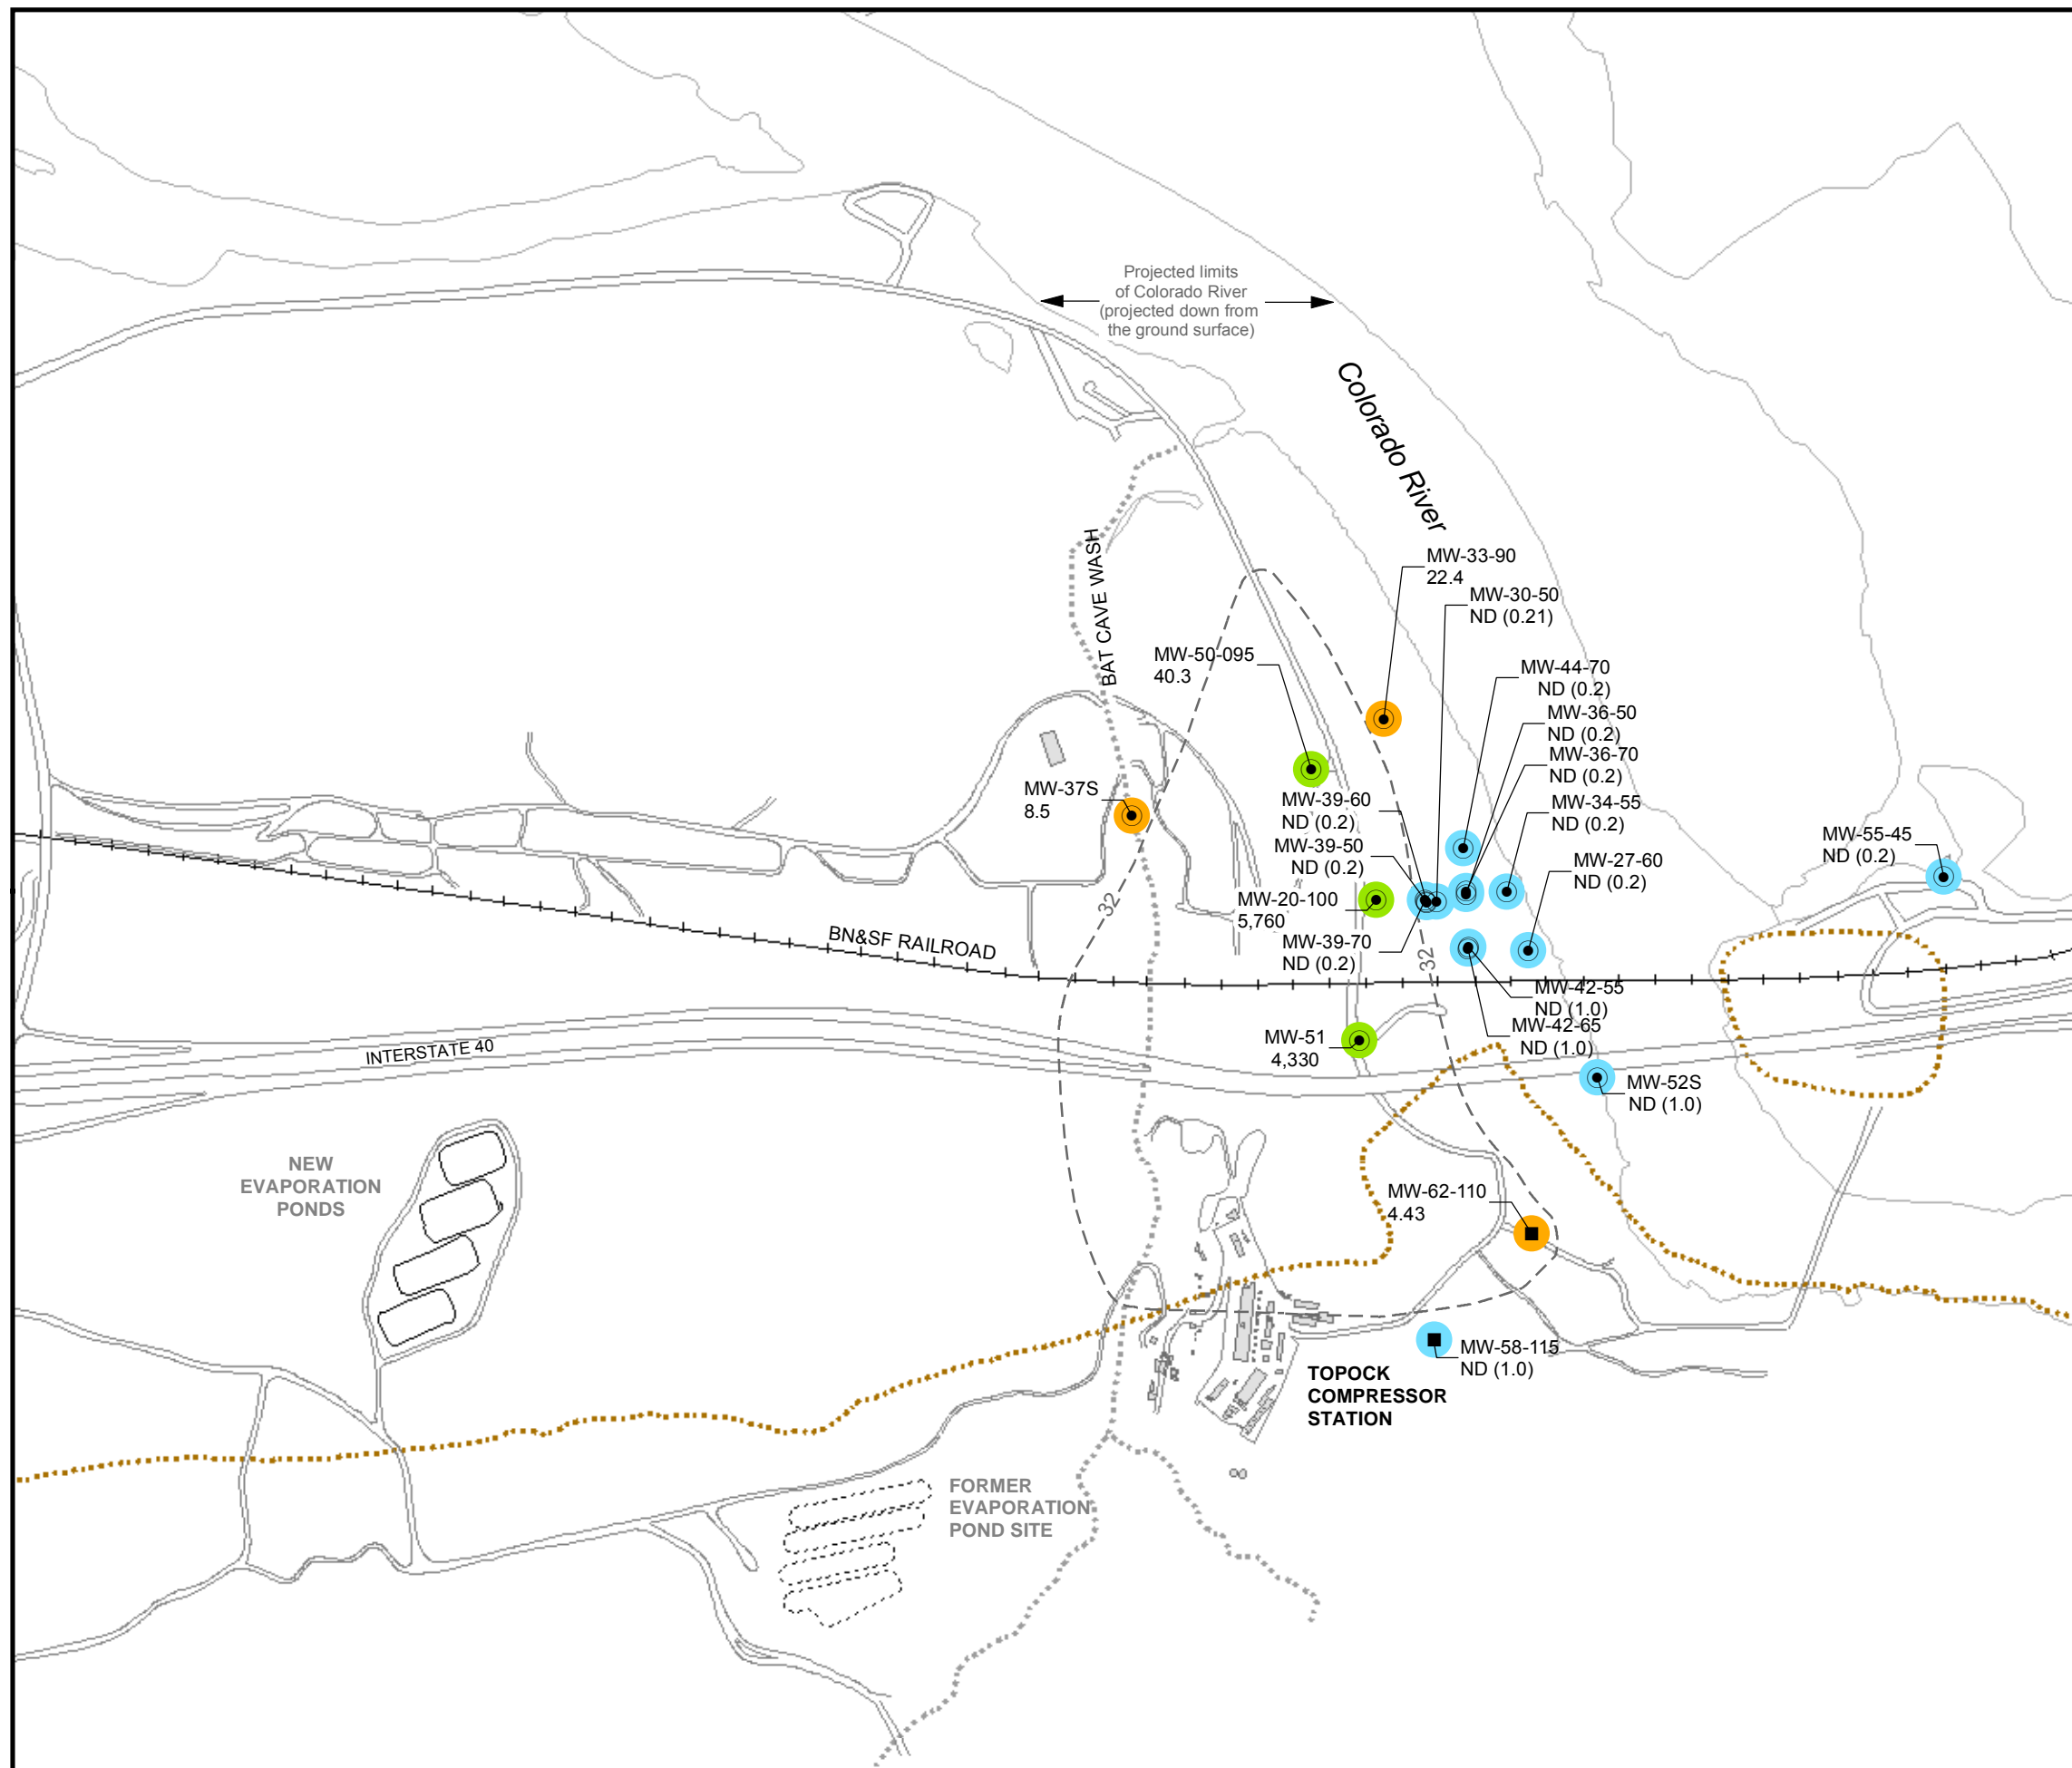 Projected limits
of Colorado River
(projected down from
the ground surface)
Colorado River
BAT CAVE WASH
MW-33-90
22.4
MW-30-50
ND (0.21)
MW-50-095
40.3
MW-44-70
ND (0.2)
MW-36-50
ND (0.2)
MW-36-70
ND (0.2)
MW-37S
8.5
MW-39-60
ND (0.2)
MW-34-55
ND (0.2)
MW-39-50
ND (0.2)
MW-55-45
ND (0.2)
MW-27-60
ND (0.2)
MW-20-100
5,760
32
BN&SF RAILROAD
MW-39-70
ND (0.2)
32
MW-42-55
ND (1.0)
MW-42-65
ND (1.0)
MW-51
4,330
INTERSTATE 40
MW-52S
ND (1.0)
NEW
EVAPORATION
PONDS
MW-62-110
4.43
MW-58-115
ND (1.0)
TOPOCK
COMPRESSOR
STATION
FORMER
EVAPORATION
POND SITE